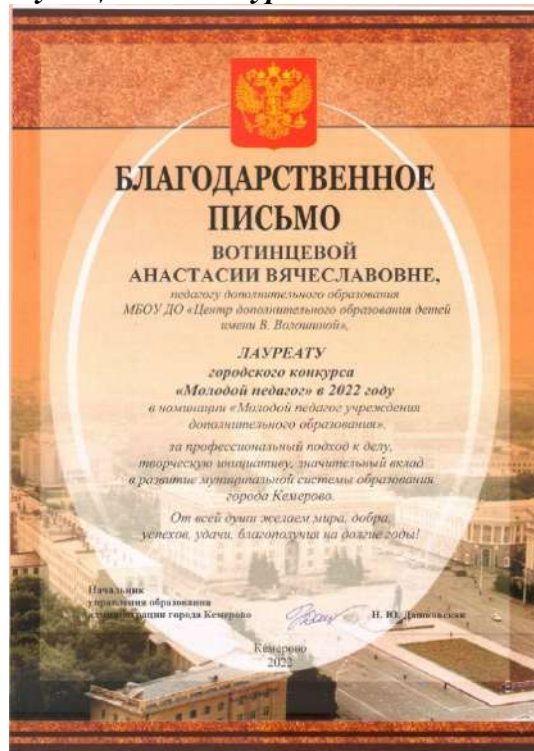 БЛАГОДАРСТВЕННОЕ
ПИСЬМО
ВОТИНЦЕВОЙ
АНАСТАСИИ ВЯЧЕСЛАВОВНЕ,
педагогу дополнительного образования
МБОУ ДО «Центр дополнительного образования детей
имени В. Волошиной»,
ЛАУРЕАТУ
городского конкурса
«Молодой педагог» в 2022 году
в номинации «Молодой педагог учреждения
дополнительного образования».
за профессиональный подход к делу,
творческую инициативу, значительный вклад
в развитие муниципальной системы образования
города Кемерово.
От всей души желаем мира, добра,
успехов, удачи, благополучия на долгие годы!
Начальник
управления образования
администрации города Кемерово
Н. Ю. Дашковская
Кемерово
2022